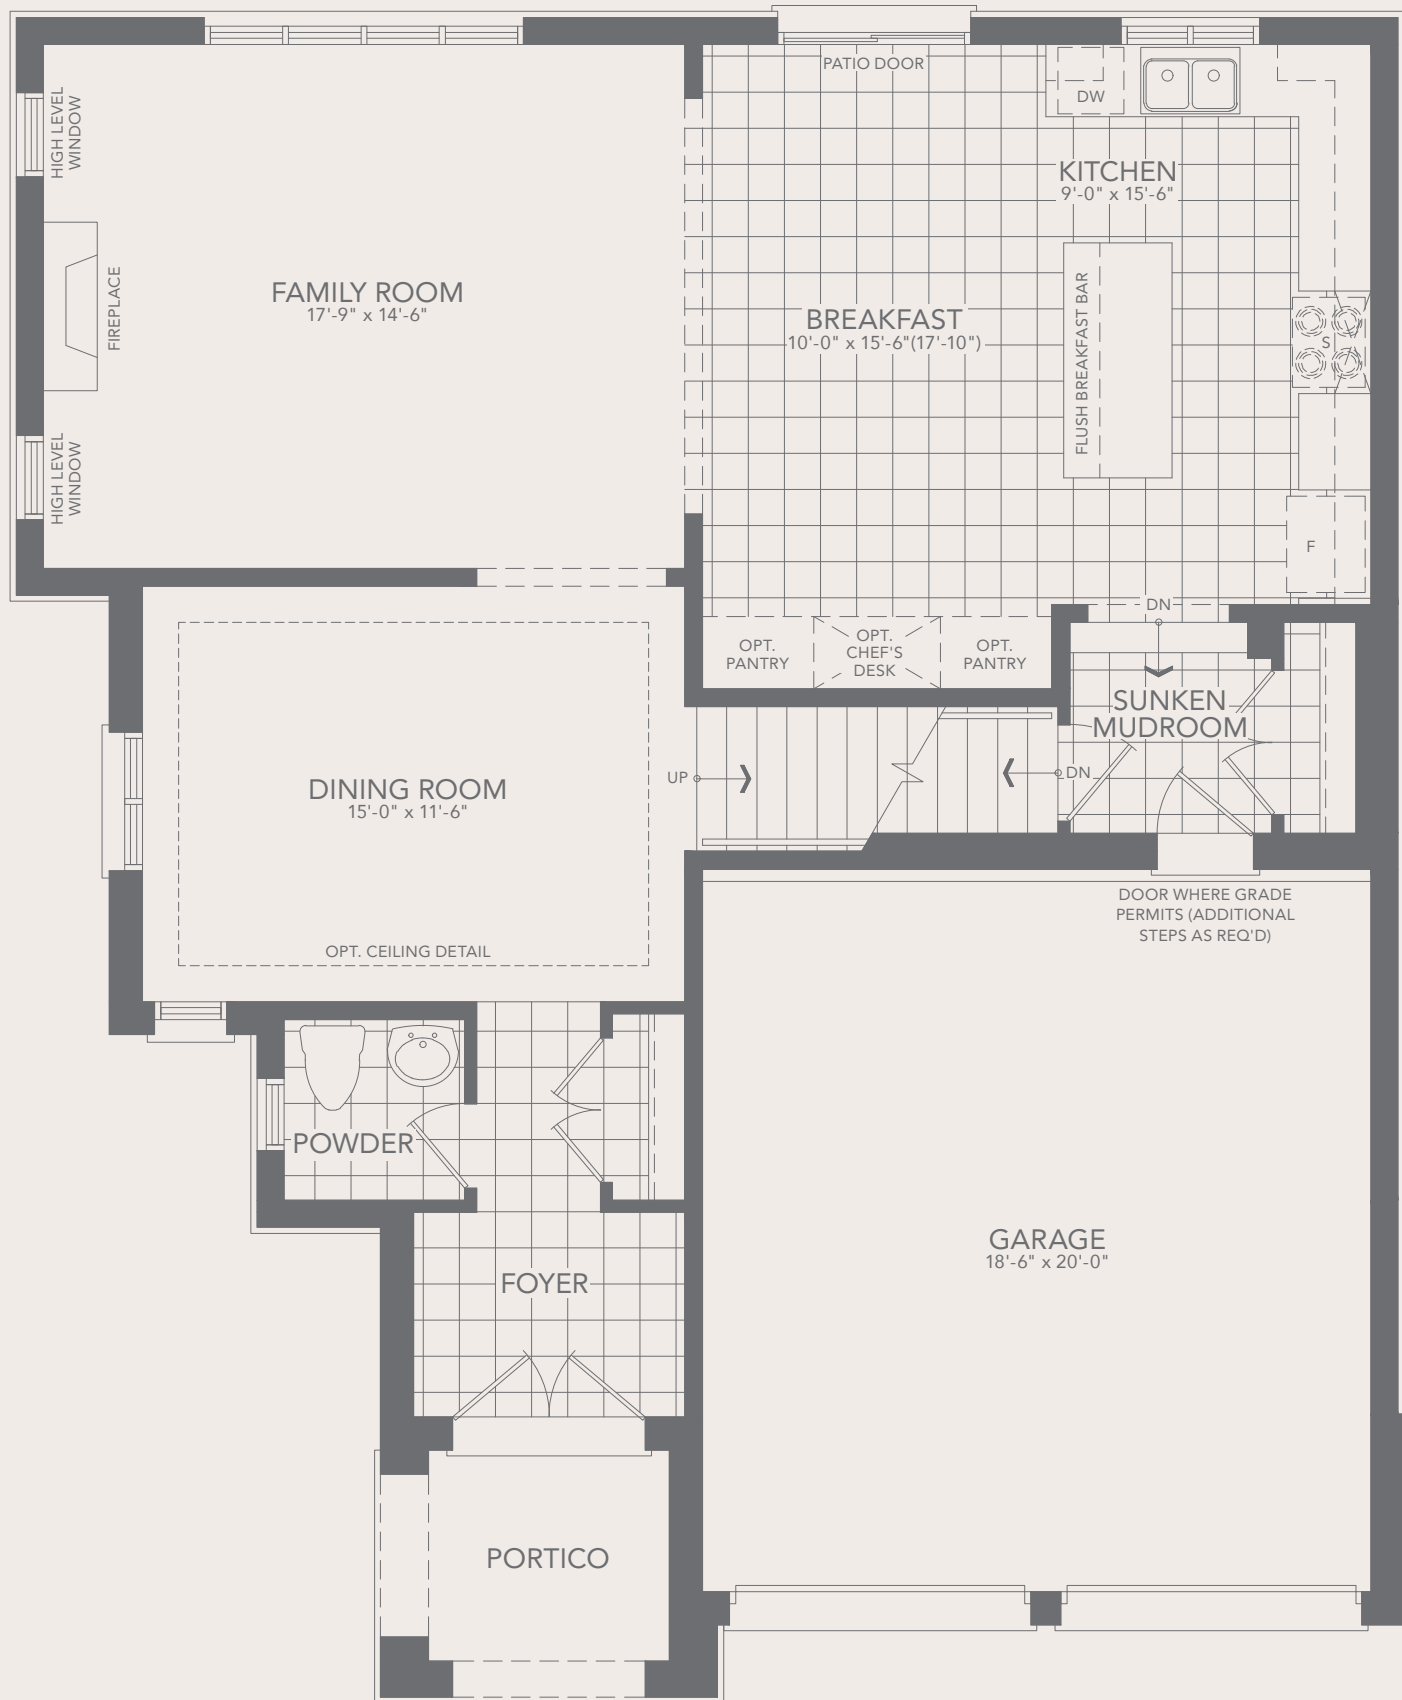 PATIO DOOR
DW
HIGH LEVEL
WINDOW
KITCHEN
9'-0" x 15'-6"
FIREPLACE
FAMILY ROOM
17'-9" x 14'-6"
BREAKFAST
10'-0" x 15'-6"(17'-10")
FLUSH BREAKFAST BAR
S
HIGH LEVEL
WINDOW
F
DN
OPT.
PANTRY
OPT.
CHEF'S
DESK
OPT.
PANTRY
SUNKEN
MUDROOM
UP
DN
DINING ROOM
15'-0" x 11'-6"
OPT. CEILING DETAIL
DOOR WHERE GRADE
PERMITS (ADDITIONAL
STEPS AS REQ'D)
POWDER
FOYER
GARAGE
18'-6" x 20'-0"
PORTICO